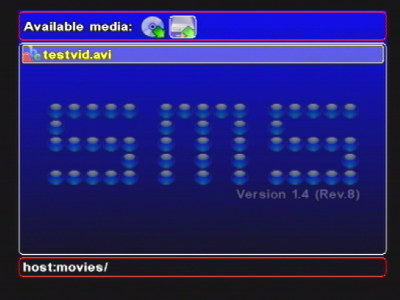 Available media:
testvid.avi
SMS
Version 1.4 (Rev.8)
host:movies/